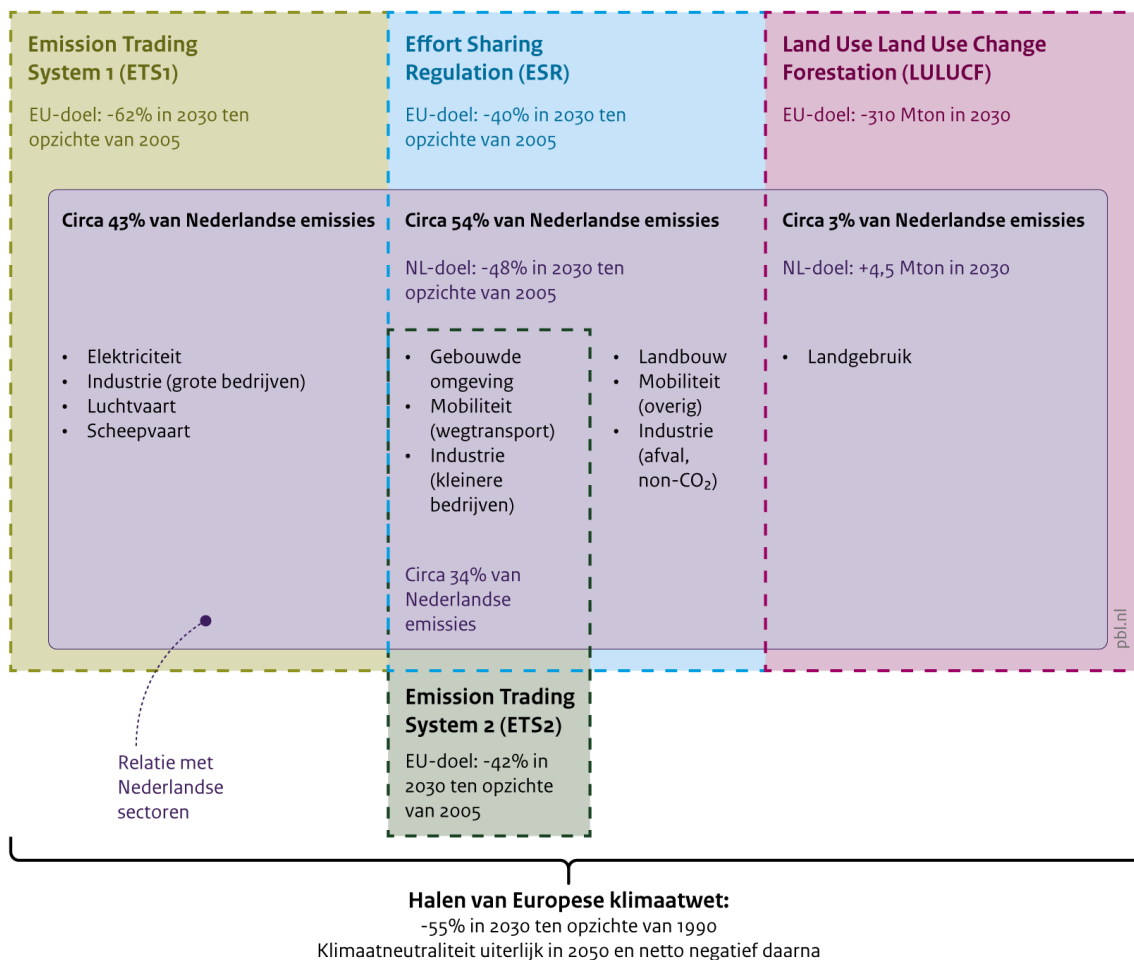 Emission Trading
System 1 (ETS1)
EU-doel: -62% in 2030 ten
opzichte van 2005
Effort Sharing
Regulation (ESR)
EU-doel: -40% in 2030 ten
opzichte van 2005
Land Use Land Use Change
Forestation (LULUCF)
EU-doel: -310 Mton in 2030
Circa 43% van Nederlandse emissies
• Elektriciteit
• Industrie (grote bedrijven)
• Luchtvaart
• Scheepvaart
Circa 54% van Nederlandse emissies
NL-doel: -48% in 2030 ten
opzichte van 2005
• Gebouwde
omgeving
• Mobiliteit
(wegtransport)
• Industrie
(kleinere
bedrijven)
Circa 34% van
Nederlandse
emissies
• Landbouw
• Mobiliteit
(overig)
• Industrie
(afval,
non-CO₂)
Circa 3% van Nederlandse emissies
NL-doel: +4,5 Mton in 2030
• Landgebruik
pbl.nl
Emission Trading
System 2 (ETS2)
EU-doel: -42% in
2030 ten opzichte
van 2005
Relatie met
Nederlandse
sectoren
Halen van Europese klimaatwet:
-55% in 2030 ten opzichte van 1990
Klimaatneutraliteit uiterlijk in 2050 en netto negatief daarna